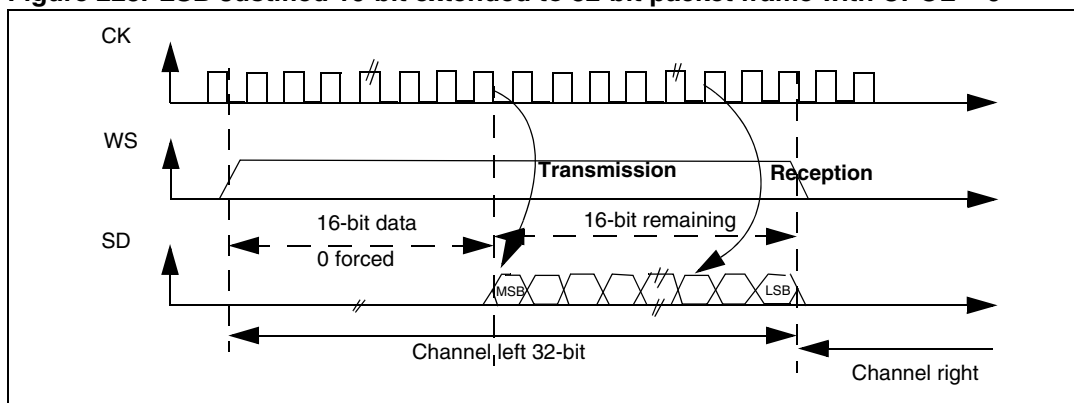 CK
WS
Transmission
Reception
16-bit data
16-bit remaining
SD
0 forced
MSB
LSB
Channel left 32-bit
Channel right